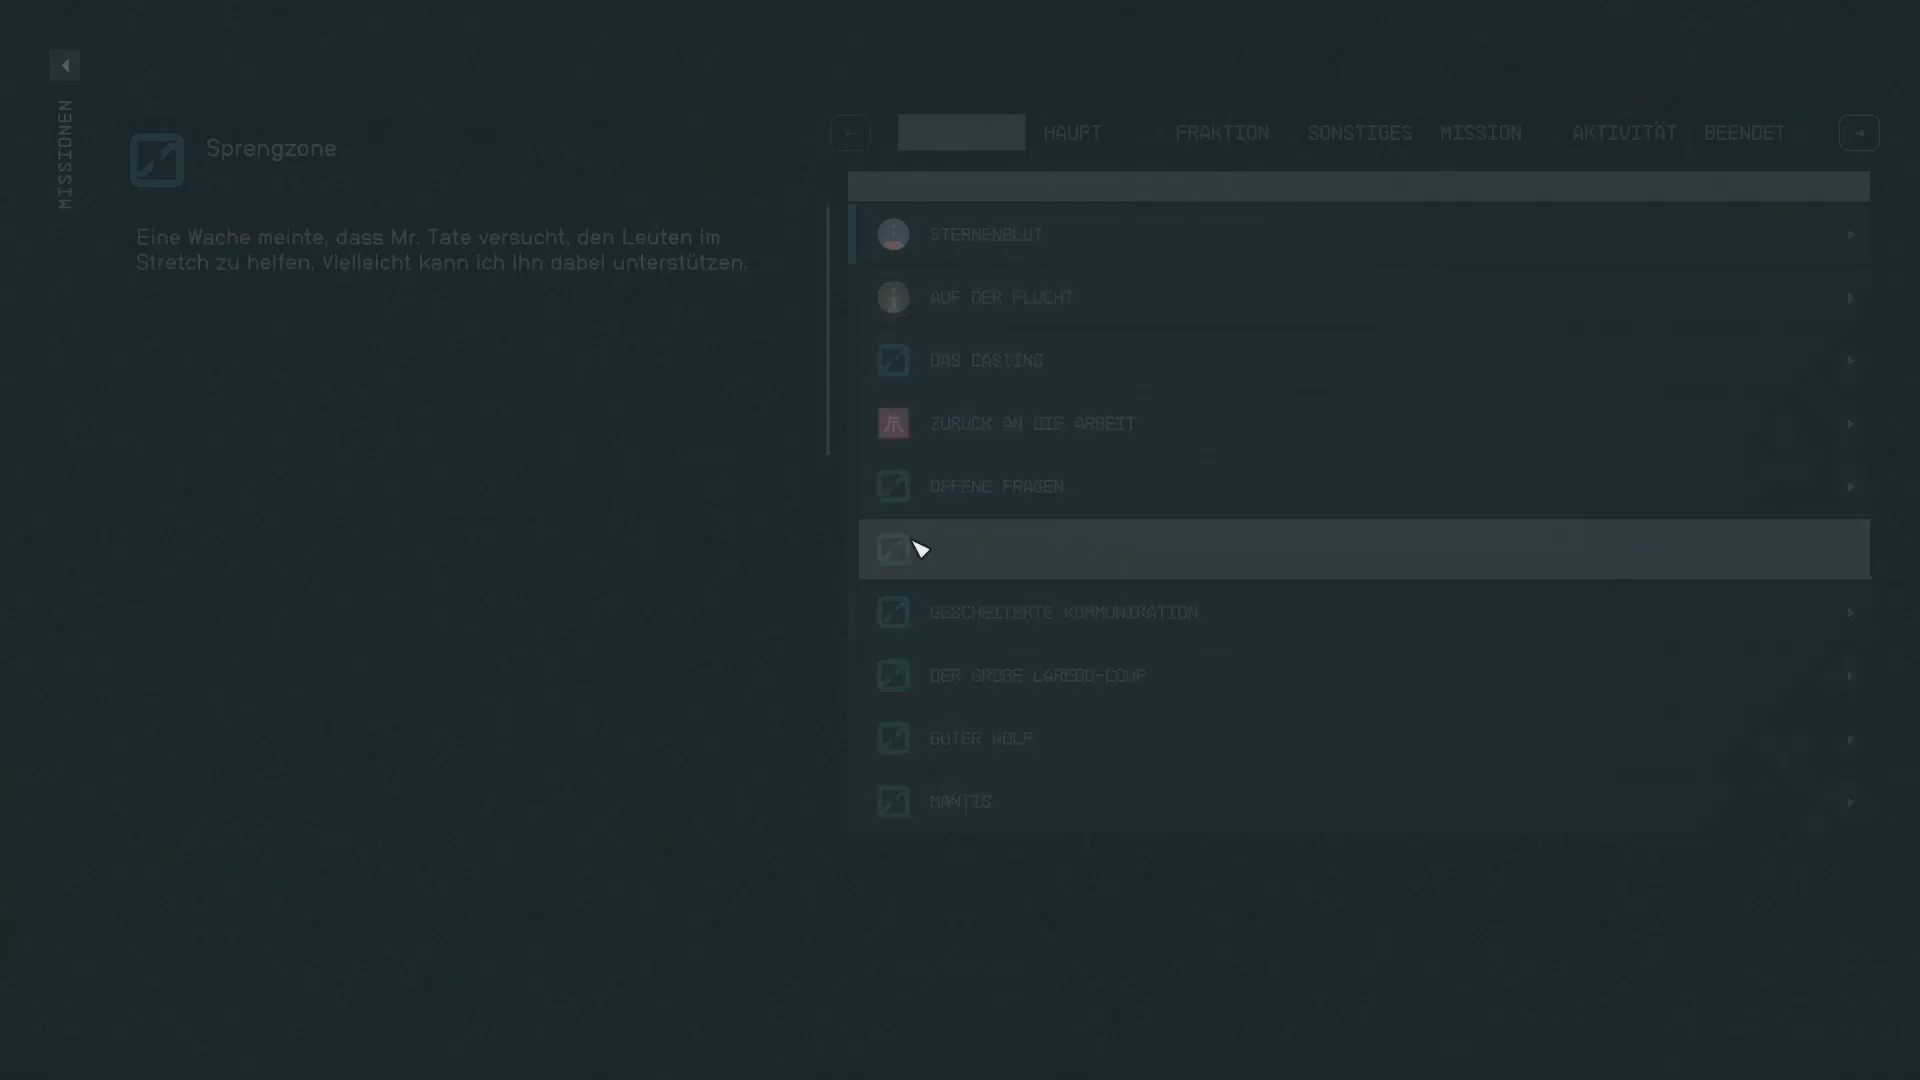 MISSIONEN
Sprengzone
Eine Wache meinte, dass Mr. Tate versucht, den Leuten im
Stretch zu helfen. Vielleicht kann ich ihn dabei unterstützen.
HAUPT FRAKTION SONSTIGES MISSION AKTIVITÄT BEENDET
STERNENBLUT
AUF DER FLUCHT
DAS CASTING
ZURÜCK AN DIE ARBEIT
OFFENE FRAGEN
GESCHEITERTE KOMMUNIKATION
DER GROßE LAREDO-COUP
GUTER WOLF
MANTIS